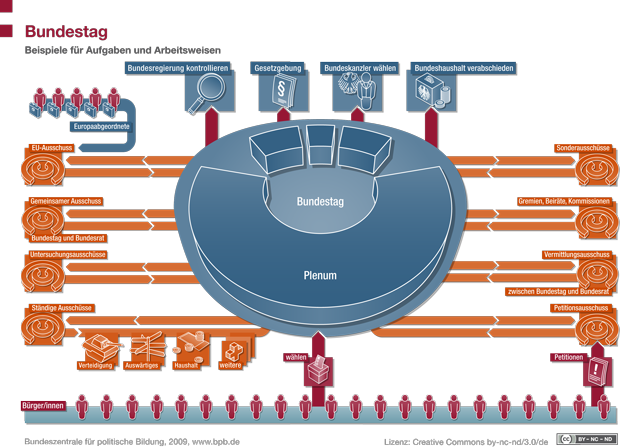 Bundestag
Beispiele für Aufgaben und Arbeitsweisen
Bundesregierung kontrollieren
Gesetzgebung
Bundeskanzler wählen
Bundeshaushalt verabschieden
§
Europaabgeordnete
EU-Ausschuss
Sonderausschüsse
Gemeinsamer Ausschuss
Bundestag und Bundesrat
Gremien, Beiräte, Kommissionen
Bundestag
Untersuchungsausschüsse
Vermittlungsausschuss
zwischen Bundestag und Bundesrat
Plenum
Ständige Ausschüsse
Petitionsausschuss
Verteidigung
Auswärtiges
Haushalt
weitere
wählen
Petitionen
!
Bürger/innen
Bundeszentrale für politische Bildung, 2009, www.bpb.de
Lizenz: Creative Commons by-nc-nd/3.0/de
cc BY - NC - ND